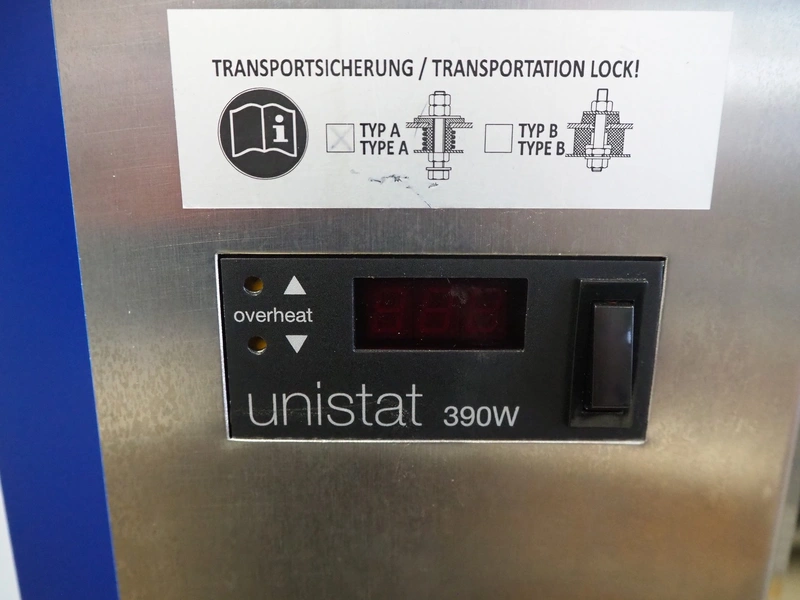 TRANSPORTSICHERUNG / TRANSPORTATION LOCK!
TYP A
TYPE A
TYP B
TYPE B
overheat
unistat 390W